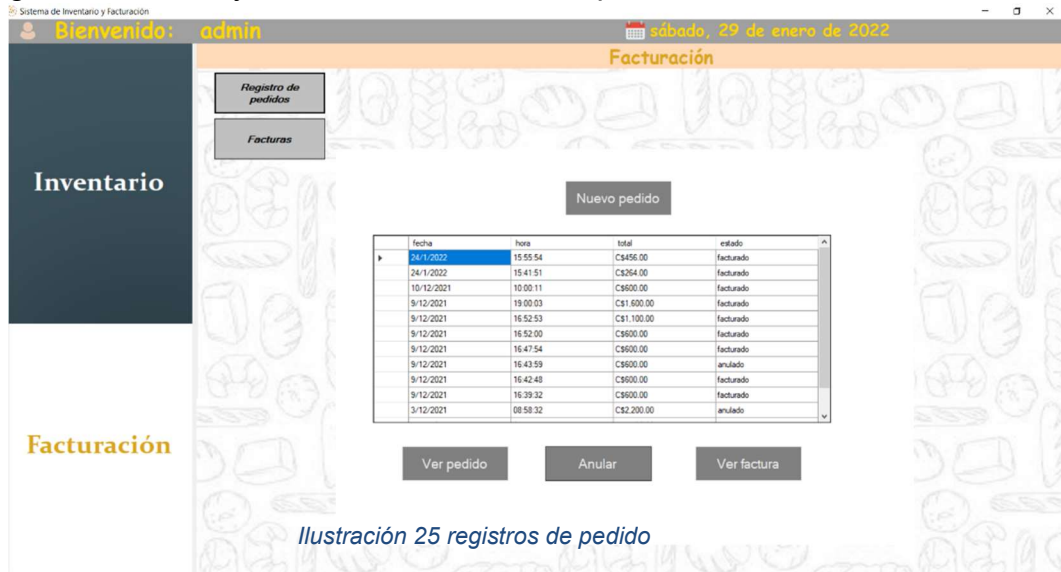 Sistema de Inventario y Facturación
Bienvenido: admin
sábado, 29 de enero de 2022
Facturación
Registro de
pedidos
Facturas
Inventario
Facturación
Nuevo pedido
fecha hora total estado
24/1/2022 15:55:54 C$456.00 facturado
24/1/2022 15:41:51 C$264.00 facturado
10/12/2021 10:00:11 C$600.00 facturado
9/12/2021 19:00:03 C$1,600.00 facturado
9/12/2021 16:52:53 C$1,100.00 facturado
9/12/2021 16:52:00 C$600.00 facturado
9/12/2021 16:47:54 C$600.00 facturado
9/12/2021 16:43:59 C$600.00 anulado
9/12/2021 16:42:48 C$600.00 facturado
9/12/2021 16:39:32 C$600.00 facturado
3/12/2021 08:58:32 C$2,200.00 anulado
Ver pedido Anular Ver factura
Ilustración 25 registros de pedido